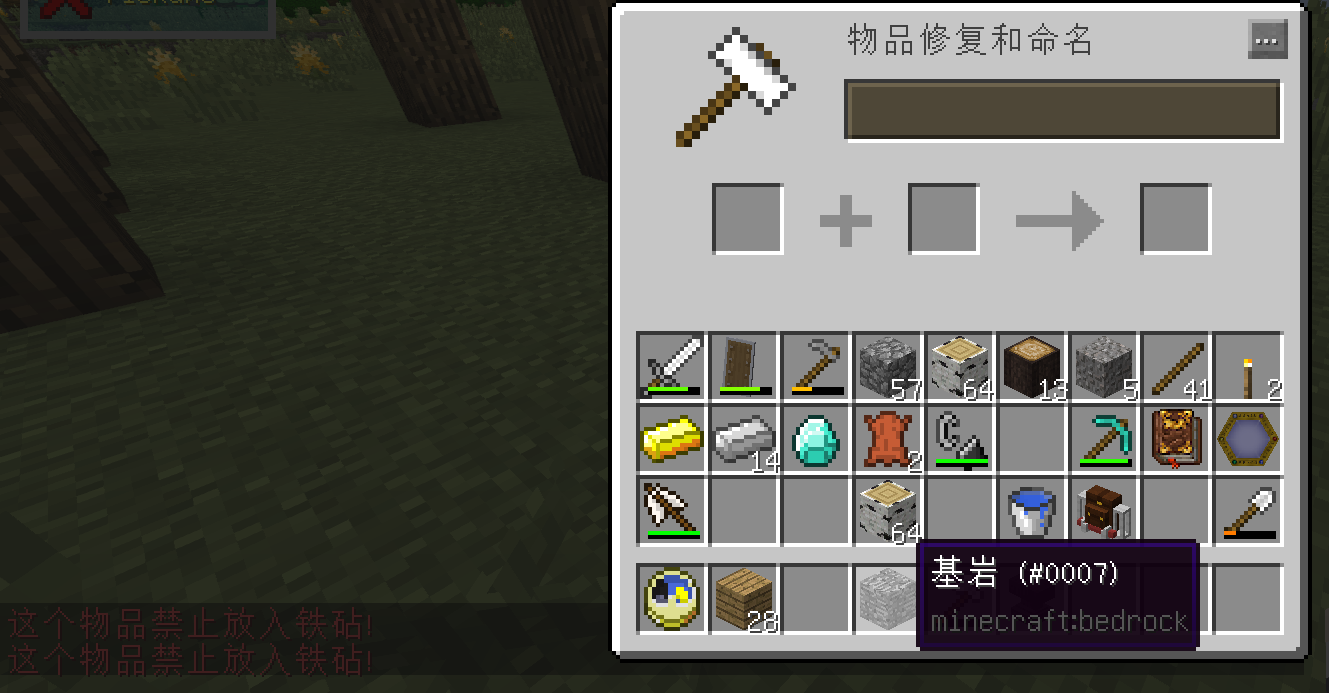 物品修复和命名
...
57
64
13
5
41
2
14
2
64
28
基岩 (#0007)
minecraft:bedrock
这个物品禁止放入铁砧!
这个物品禁止放入铁砧!